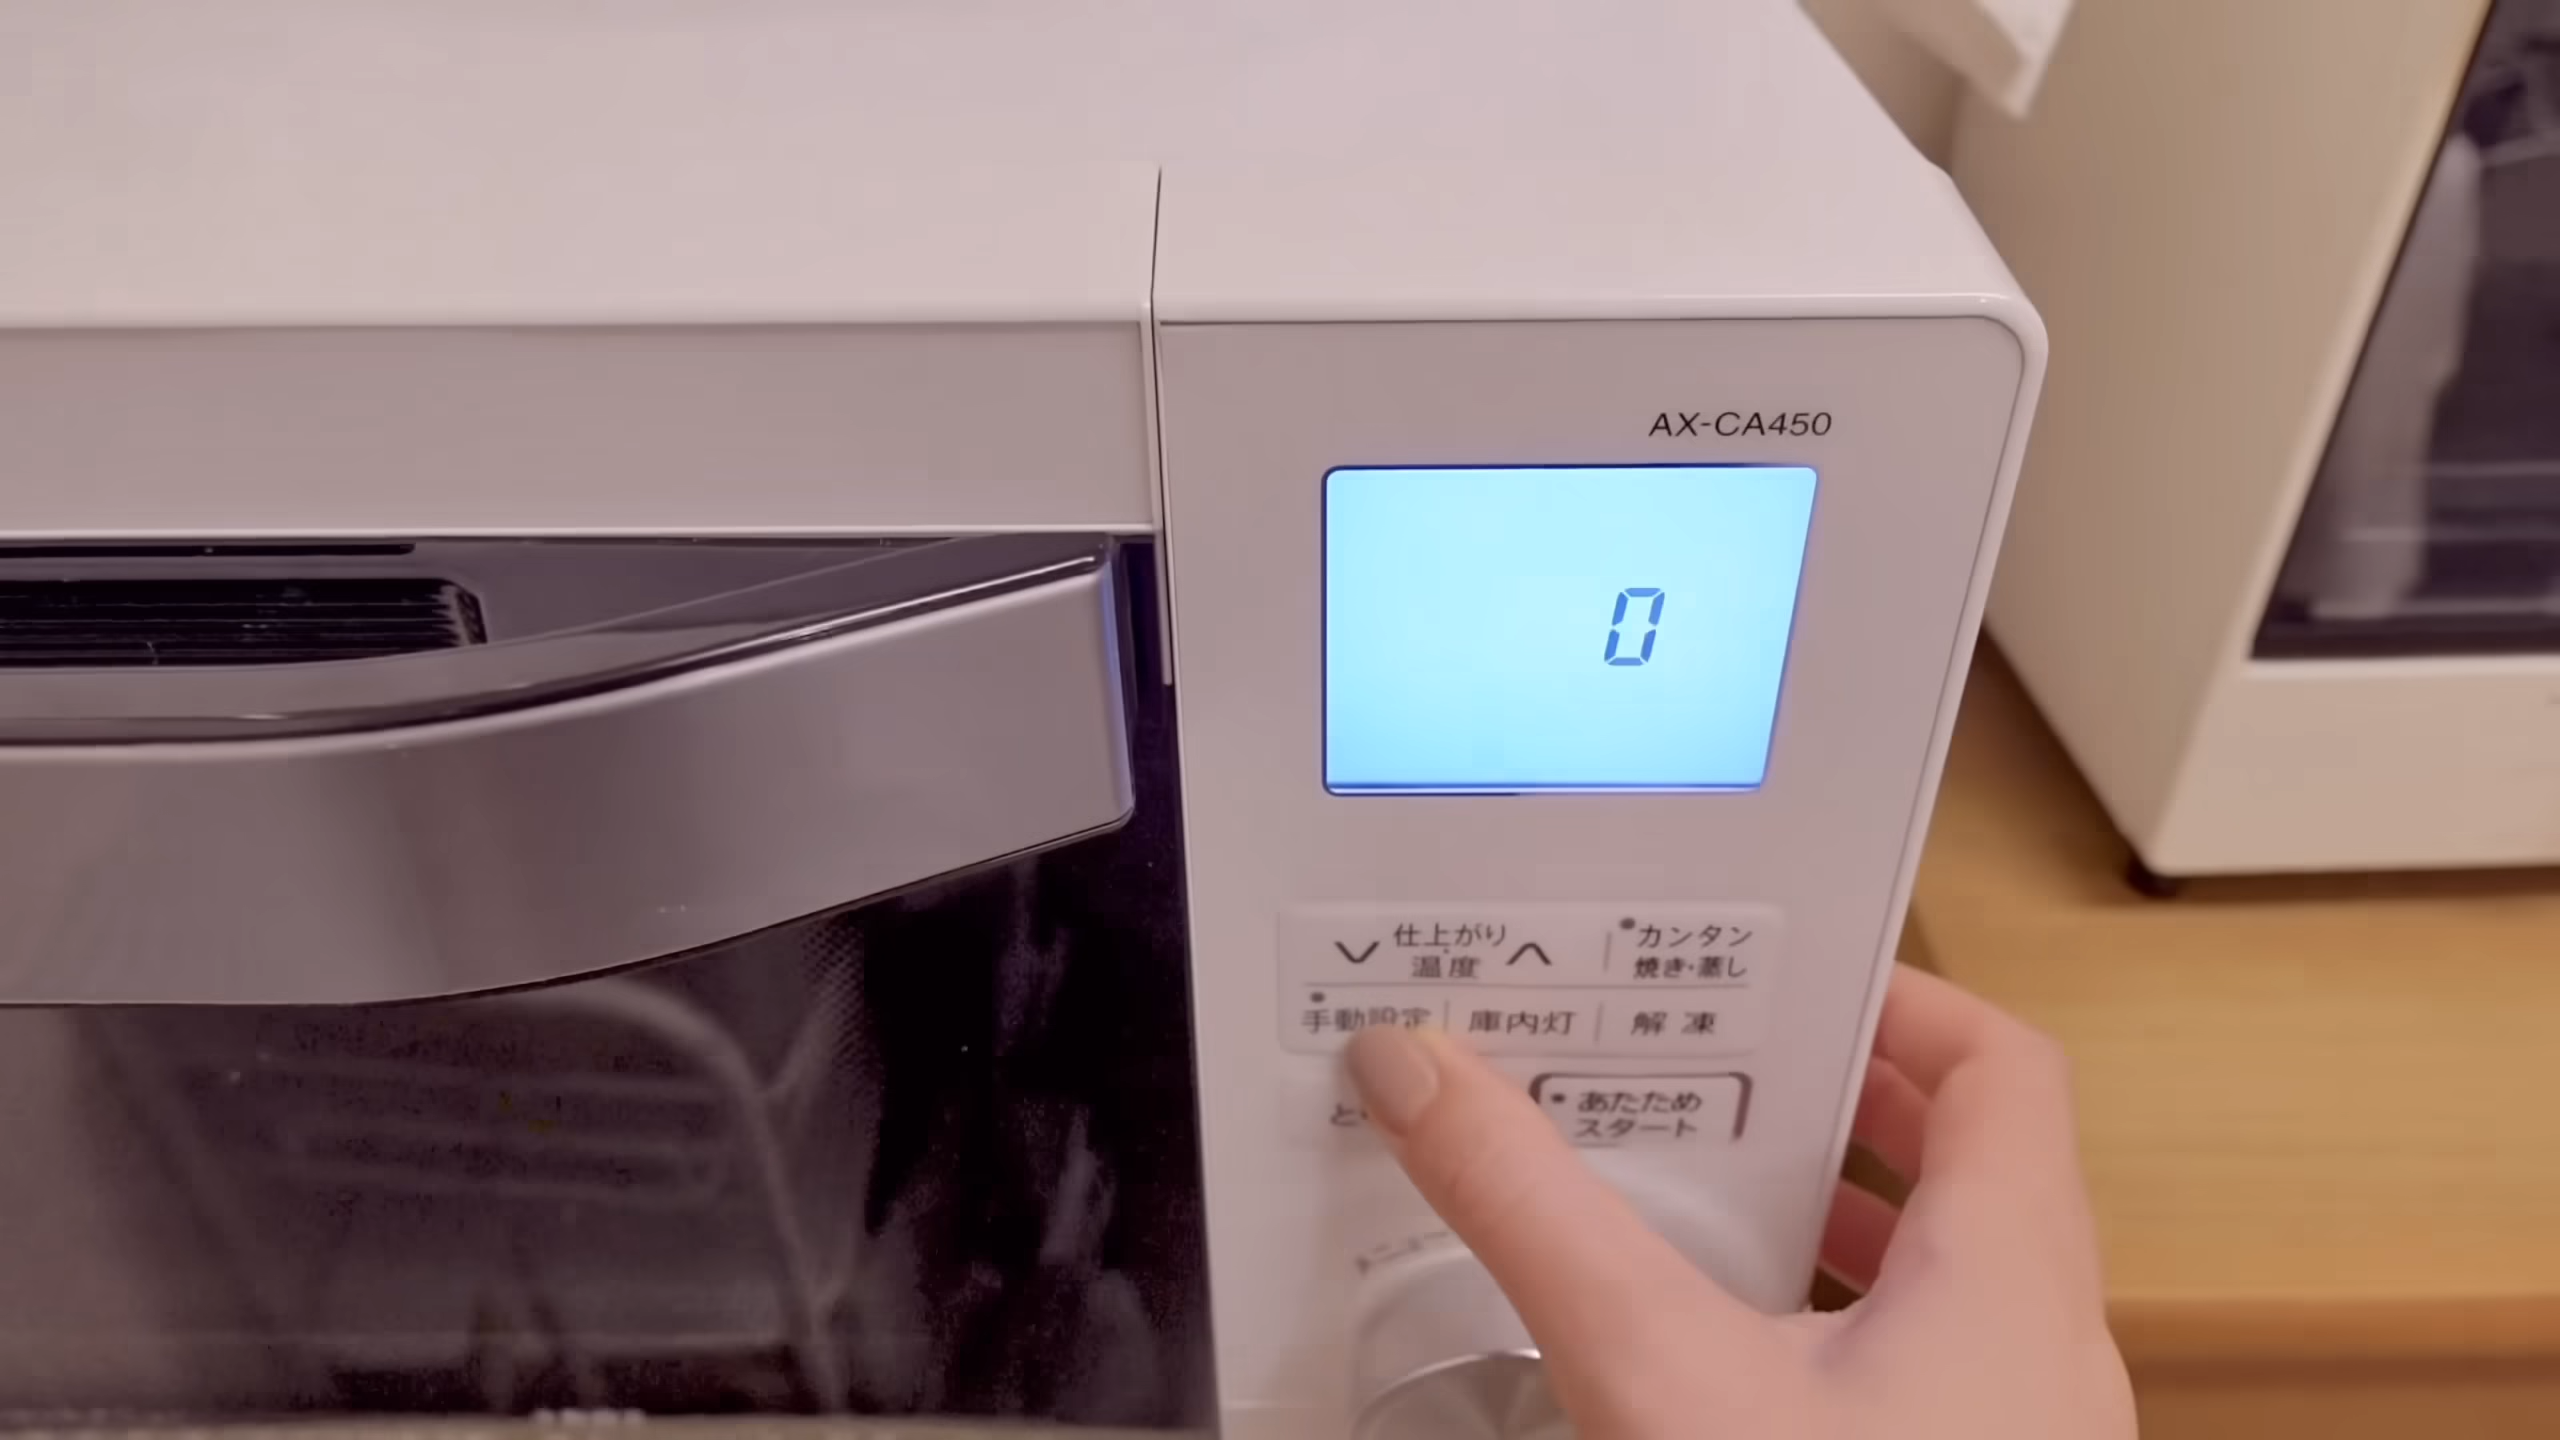 AX-CA450
0
仕上がり
温度
カンタン
焼き・蒸し
手動設定
庫内灯
解凍
あたため
スタート